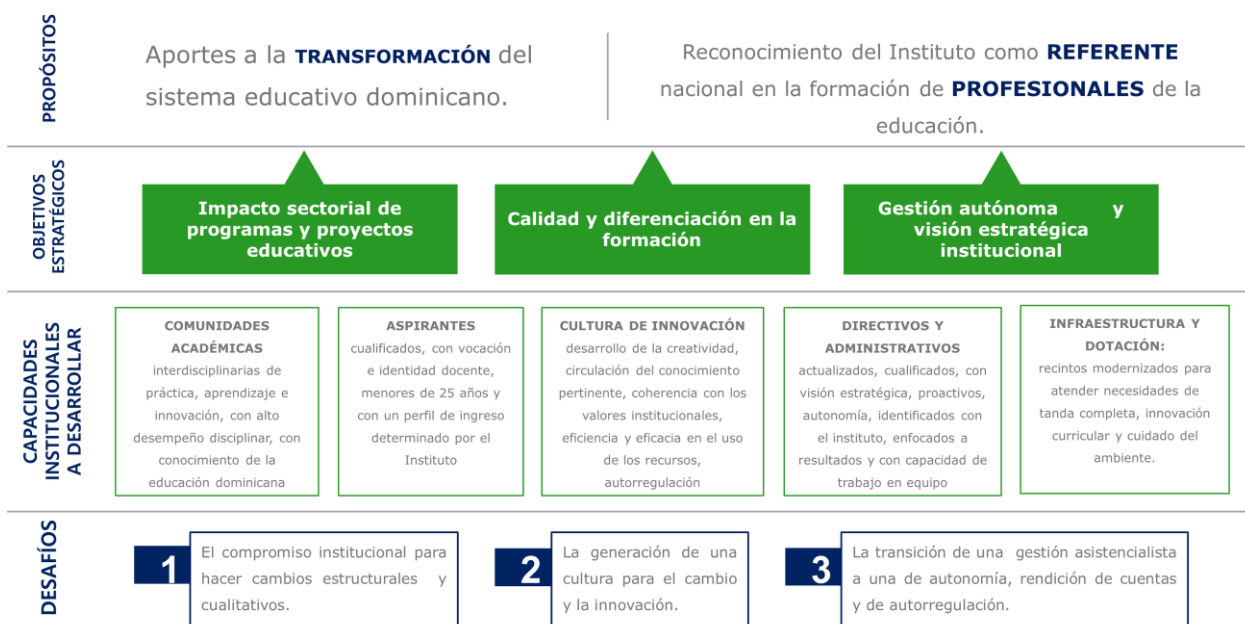 PROPÓSITOS
Aportes a la TRANSFORMACIÓN del
sistema educativo dominicano.
Reconocimiento del Instituto como REFERENTE
nacional en la formación de PROFESIONALES de la
educación.
OBJETIVOS
ESTRATÉGICOS
Impacto sectorial de
programas y proyectos
educativos
Calidad y diferenciación en la
formación
Gestión autónoma y
visión estratégica
institucional
CAPACIDADES
INSTITUCIONALES
A DESARROLLAR
COMUNIDADES
ACADÉMICAS
interdisciplinarias de
práctica, aprendizaje e
innovación, con alto
desempeño disciplinar, con
conocimiento de la
educación dominicana
ASPIRANTES
cualificados, con vocación
e identidad docente,
menores de 25 años y
con un perfil de ingreso
determinado por el
Instituto
CULTURA DE INNOVACIÓN
desarrollo de la creatividad,
circulación del conocimiento
pertinente, coherencia con los
valores institucionales,
eficiencia y eficacia en el uso
de los recursos,
autorregulación
DIRECTIVOS Y
ADMINISTRATIVOS
actualizados, cualificados, con
visión estratégica, proactivos,
autonomía, identificados con
el instituto, enfocados a
resultados y con capacidad de
trabajo en equipo
INFRAESTRUCTURA Y
DOTACIÓN:
recintos modernizados para
atender necesidades de
tanda completa, innovación
curricular y cuidado del
ambiente.
DESAFÍOS
1
El compromiso institucional para
hacer cambios estructurales y
cualitativos.
2
La generación de una
cultura para el cambio
y la innovación.
3
La transición de una gestión asistencialista
a una de autonomía, rendición de cuentas
y de autorregulación.